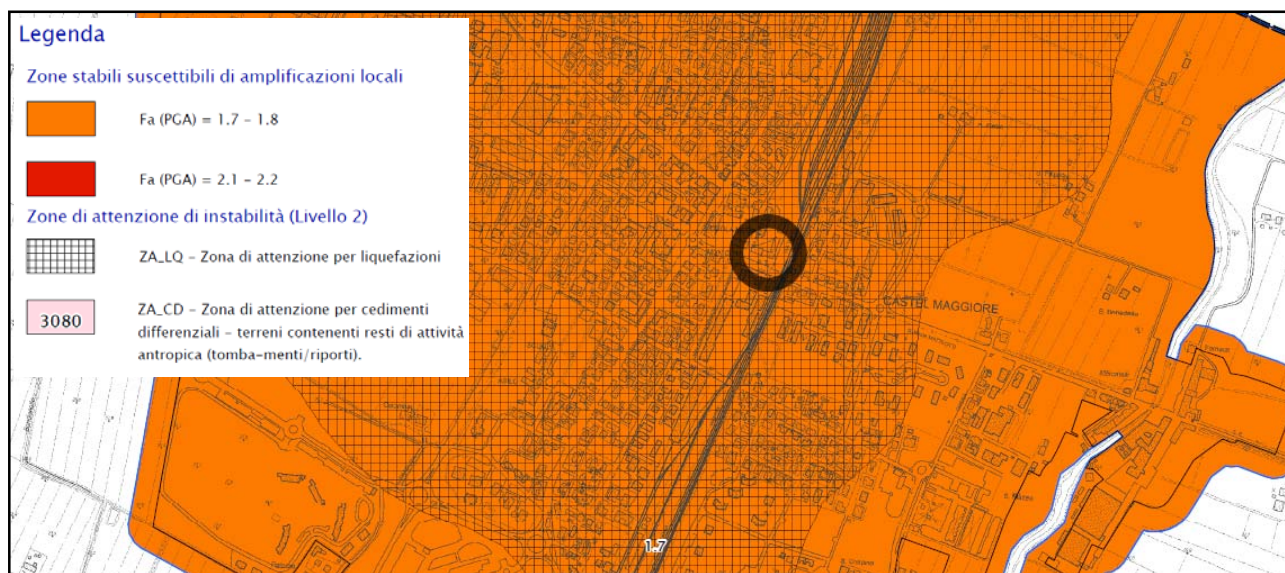 Legenda
Zone stabili suscettibili di amplificazioni locali
Fa (PGA) = 1.7 - 1.8
Fa (PGA) = 2.1 - 2.2
Zone di attenzione di instabilità (Livello 2)
ZA_LQ - Zona di attenzione per liquefazioni
3080
ZA_CD - Zona di attenzione per cedimenti
differenziali - terreni contenenti resti di attività
antropica (tomba-menti/riporti).
CASTEL MAGGIORE
1.7